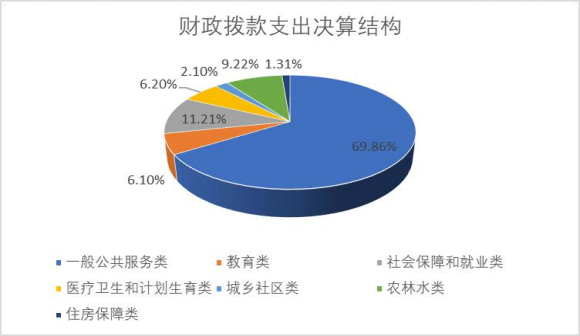 财政拨款支出决算结构
2.10% 9.22% 1.31%
6.20%
11.21%
69.86%
6.10%
一般公共服务类 教育类 社会保障和就业类
医疗卫生和计划生育类 城乡社区类 农林水类
住房保障类